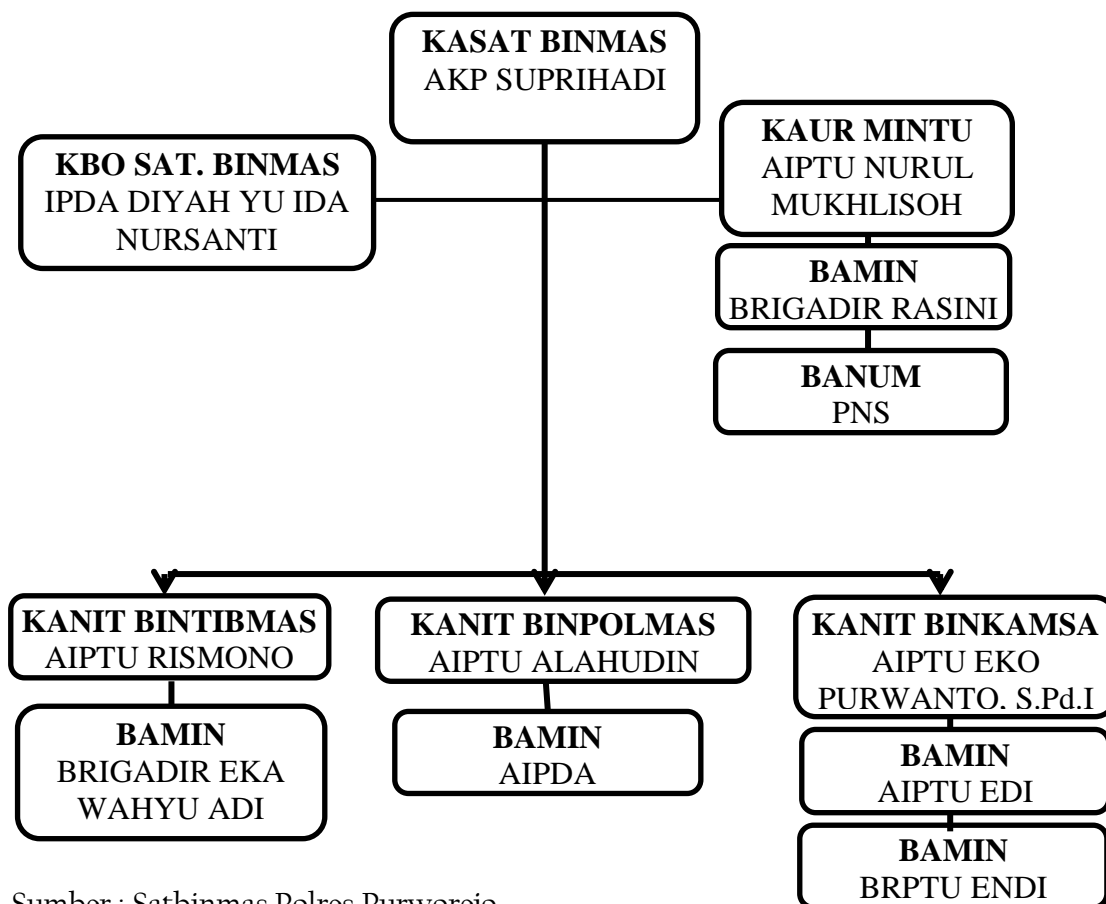 KASAT BINMAS
AKP SUPRIHADI
KBO SAT. BINMAS
IPDA DIYAH YU IDA
NURSANTI
KAUR MINTU
AIPTU NURUL
MUKHLISOH
BAMIN
BRIGADIR RASINI
BANUM
PNS
KANIT BINTIBMAS
AIPTU RISMONO
BAMIN
BRIGADIR EKA
WAHYU ADI
KANIT BINPOLMAS
AIPTU ALAHUDIN
BAMIN
AIPDA
KANIT BINKAMSA
AIPTU EKO
PURWANTO. S.Pd.I
BAMIN
AIPTU EDI
BAMIN
BRPTU ENDI
Sumber : Satbinmas Polres Purworejo